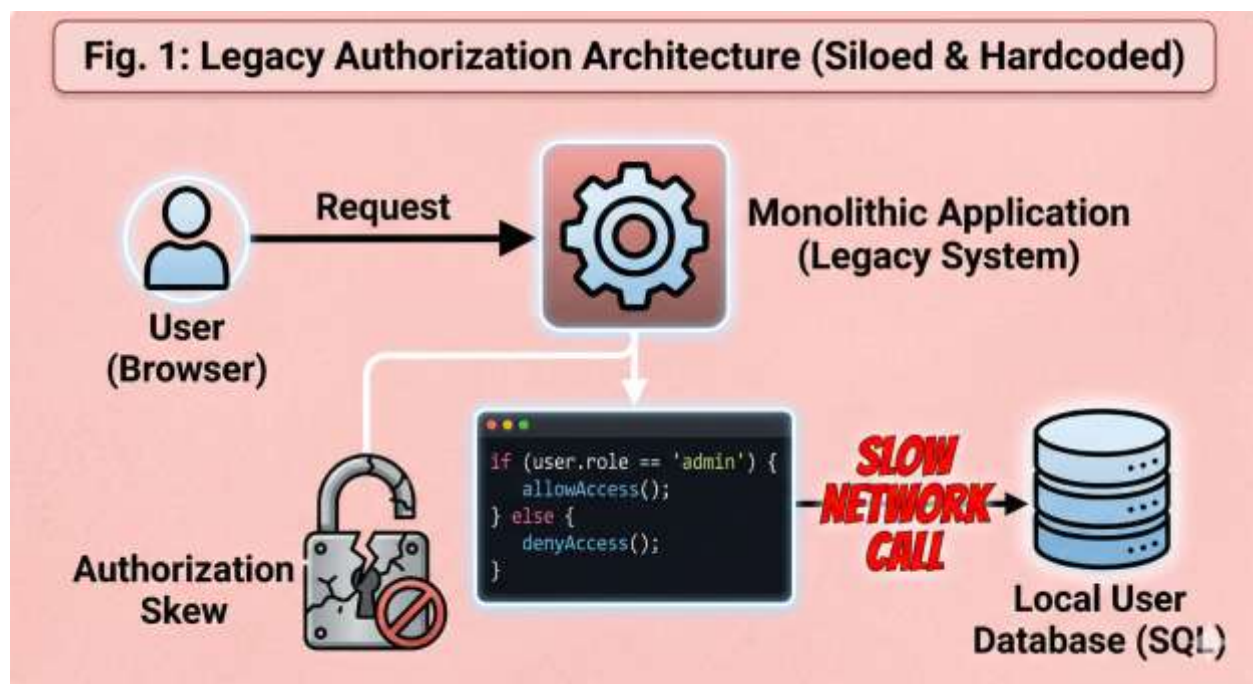 Fig. 1: Legacy Authorization Architecture (Siloed & Hardcoded)
Request
Monolithic Application
(Legacy System)
User
(Browser)
if (user.role == 'admin') {
allowAccess();
} else {
denyAccess();
}
SLOW
NETWORK
CALL
Authorization
Skew
Local User
Database (SQL)